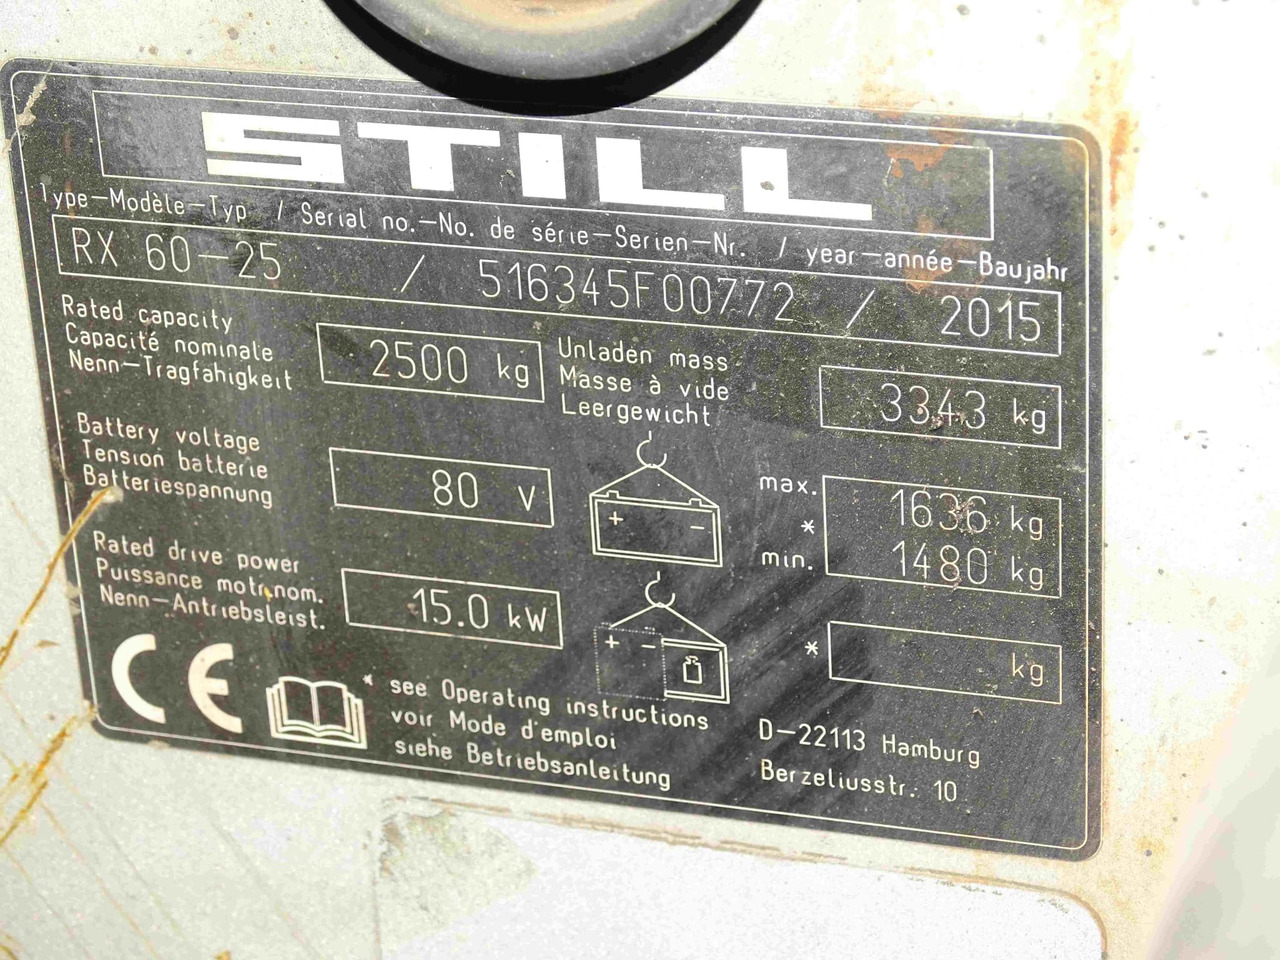 STILL
Type-Modèle-Typ / Serial no.-No. de série-Serien-Nr. / year-année-Baujahr
RX 60-25 / 516345F00772 / 2015
Rated capacity
Capacité nominale
Nenn-Tragfähigkeit
2500 kg
Unladen mass
Masse à vide
Leergewicht
3343 kg
Battery voltage
Tension batterie
Batteriespannung
80 V
+ -
max. 1636 kg
*
min. 1480 kg
Rated drive power
Puissance motr.nom.
Nenn-Antriebsleist.
15.0 kW
+ -
* kg
CE
* see Operating instructions
voir Mode d'emploi
siehe Betriebsanleitung
D-22113 Hamburg
Berzeliusstr. 10